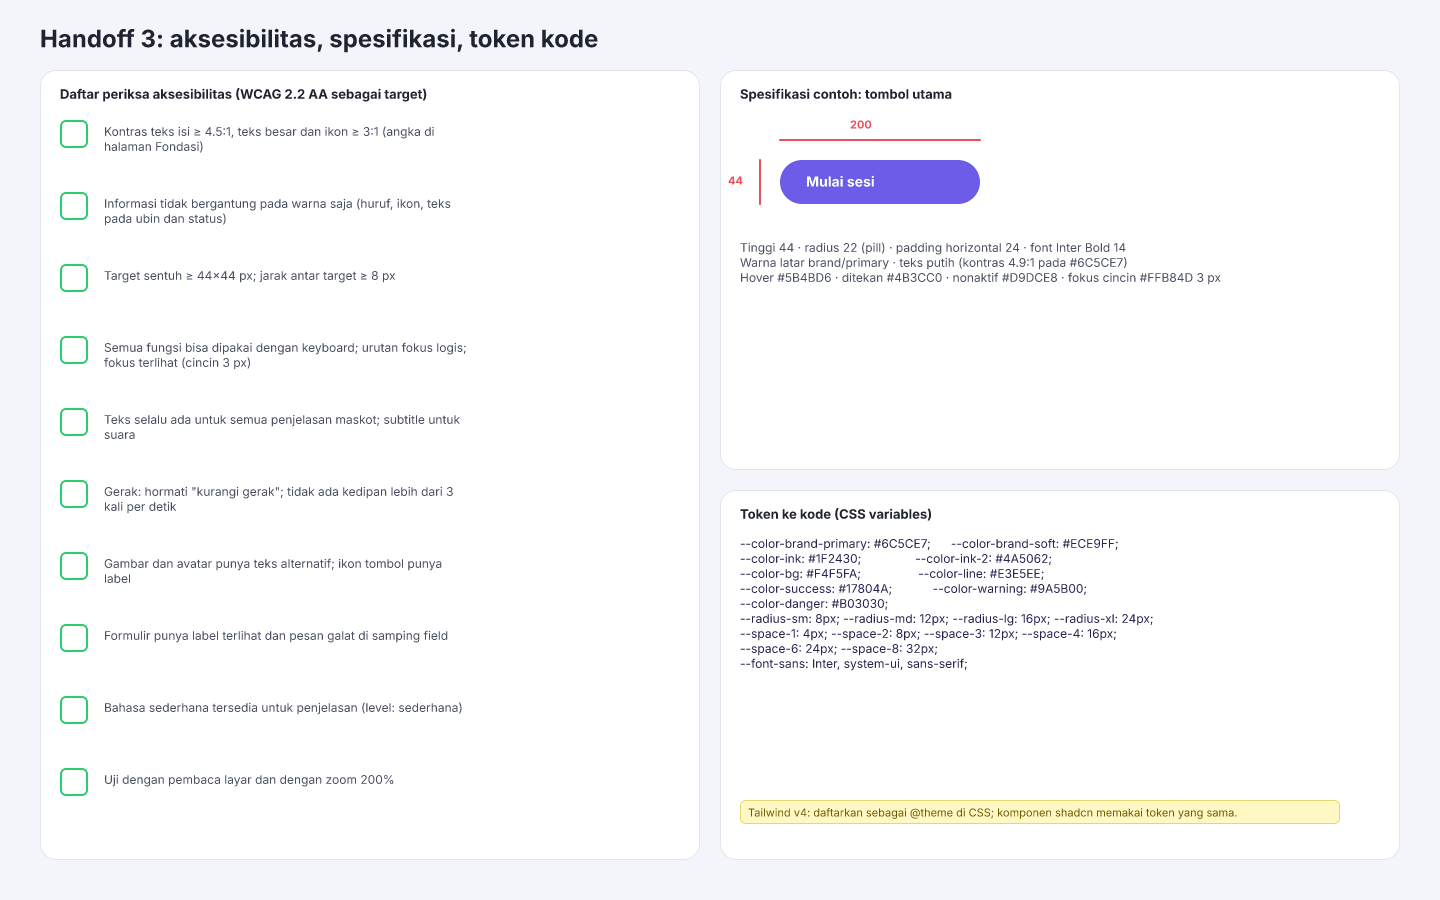 Handoff 3: aksesibilitas, spesifikasi, token kode
Daftar periksa aksesibilitas (WCAG 2.2 AA sebagai target)
Kontras teks isi ≥ 4.5:1, teks besar dan ikon ≥ 3:1 (angka di
halaman Fondasi)
Informasi tidak bergantung pada warna saja (huruf, ikon, teks
pada ubin dan status)
Target sentuh ≥ 44×44 px; jarak antar target ≥ 8 px
Semua fungsi bisa dipakai dengan keyboard; urutan fokus logis;
fokus terlihat (cincin 3 px)
Teks selalu ada untuk semua penjelasan maskot; subtitle untuk
suara
Gerak: hormati "kurangi gerak"; tidak ada kedipan lebih dari 3
kali per detik
Gambar dan avatar punya teks alternatif; ikon tombol punya
label
Formulir punya label terlihat dan pesan galat di samping field
Bahasa sederhana tersedia untuk penjelasan (level: sederhana)
Uji dengan pembaca layar dan dengan zoom 200%
Spesifikasi contoh: tombol utama
200
44
Mulai sesi
Tinggi 44 · radius 22 (pill) · padding horizontal 24 · font Inter Bold 14
Warna latar brand/primary · teks putih (kontras 4.9:1 pada #6C5CE7)
Hover #5B4BD6 · ditekan #4B3CC0 · nonaktif #D9DCE8 · fokus cincin #FFB84D 3 px
Token ke kode (CSS variables)
--color-brand-primary: #6C5CE7; --color-brand-soft: #ECE9FF;
--color-ink: #1F2430; --color-ink-2: #4A5062;
--color-bg: #F4F5FA; --color-line: #E3E5EE;
--color-success: #17804A; --color-warning: #9A5B00;
--color-danger: #B03030;
--radius-sm: 8px; --radius-md: 12px; --radius-lg: 16px; --radius-xl: 24px;
--space-1: 4px; --space-2: 8px; --space-3: 12px; --space-4: 16px;
--space-6: 24px; --space-8: 32px;
--font-sans: Inter, system-ui, sans-serif;
Tailwind v4: daftarkan sebagai @theme di CSS; komponen shadcn memakai token yang sama.